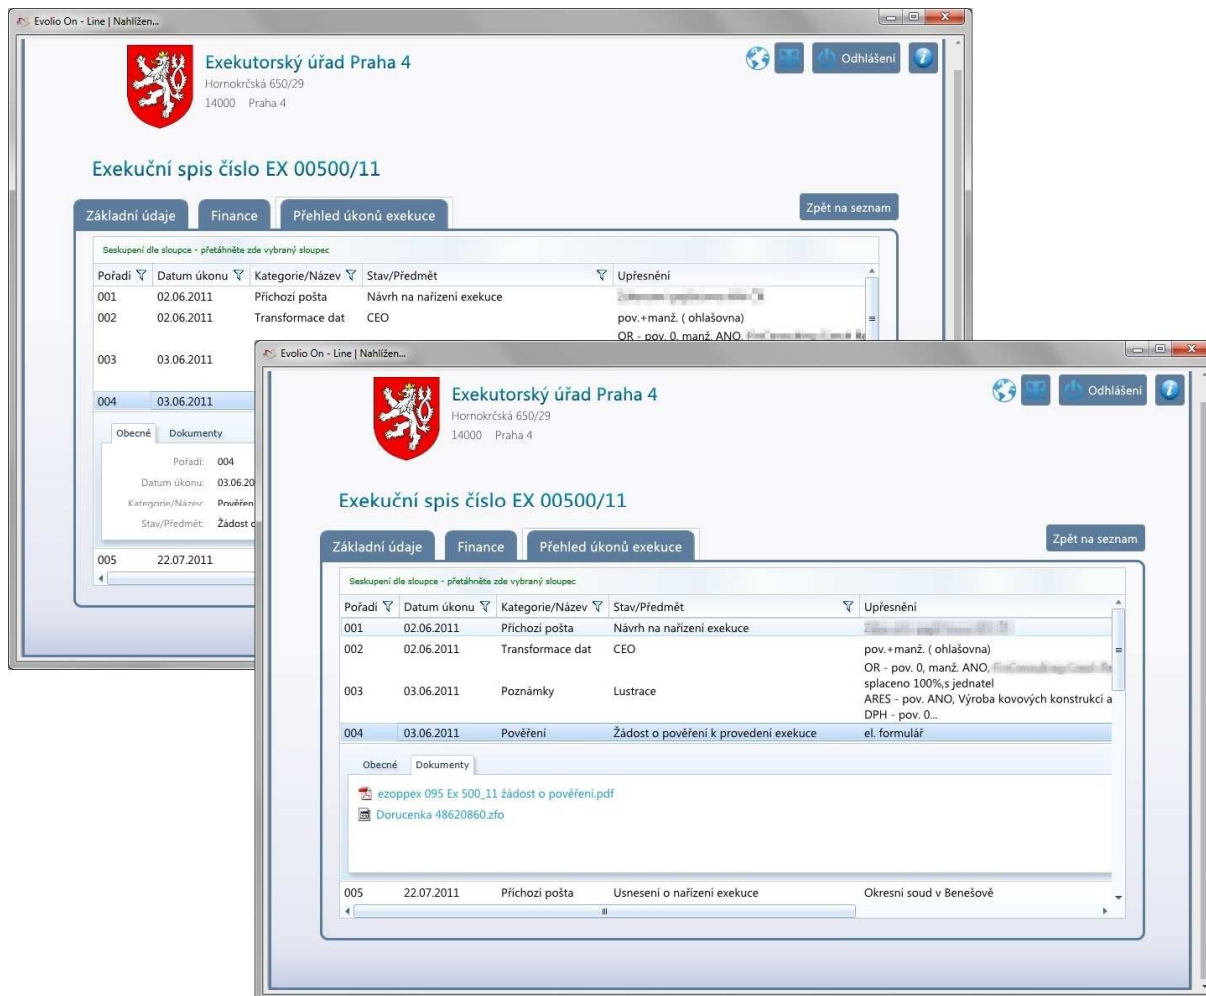 Evolio On - Line | Nahlížen...
Exekutorský úřad Praha 4
Hornokrčská 650/29
14000 Praha 4
Odhlášení
Exekuční spis číslo EX 00500/11
Základní údaje Finance Přehled úkonů exekuce Zpět na seznam
Seskupení dle sloupce - přetáhněte zde vybraný sloupec
Pořadí Datum úkonu Kategorie/Název Stav/Předmět Upřesnění
001 02.06.2011 Příchozí pošta Návrh na nařízení exekuce
002 02.06.2011 Transformace dat CEO pov.+manž. ( ohlašovna)
OR - pov. 0, manž. ANO,
003 03.06.2011
004 03.06.2011
Obecné Dokumenty
Pořadí: 004
Datum úkonu: 03.06.20
Kategorie/Název: Pověřen
Stav/Předmět: Žádost o
005 22.07.2011
Evolio On - Line | Nahlížen...
Exekutorský úřad Praha 4
Hornokrčská 650/29
14000 Praha 4
Odhlášení
Exekuční spis číslo EX 00500/11
Základní údaje Finance Přehled úkonů exekuce Zpět na seznam
Seskupení dle sloupce - přetáhněte zde vybraný sloupec
Pořadí Datum úkonu Kategorie/Název Stav/Předmět Upřesnění
001 02.06.2011 Příchozí pošta Návrh na nařízení exekuce
002 02.06.2011 Transformace dat CEO pov.+manž. ( ohlašovna)
OR - pov. 0, manž. ANO,
splaceno 100%,s jednatel
003 03.06.2011 Poznámky Lustrace ARES - pov. ANO, Výroba kovových konstrukcí a
DPH - pov. 0...
004 03.06.2011 Pověření Žádost o pověření k provedení exekuce el. formulář
Obecné Dokumenty
ezoppex 095 Ex 500_11 žádost o pověření.pdf
Dorucenka 48620860.zfo
005 22.07.2011 Příchozí pošta Usnesení o nařízení exekuce Okresní soud v Benešově